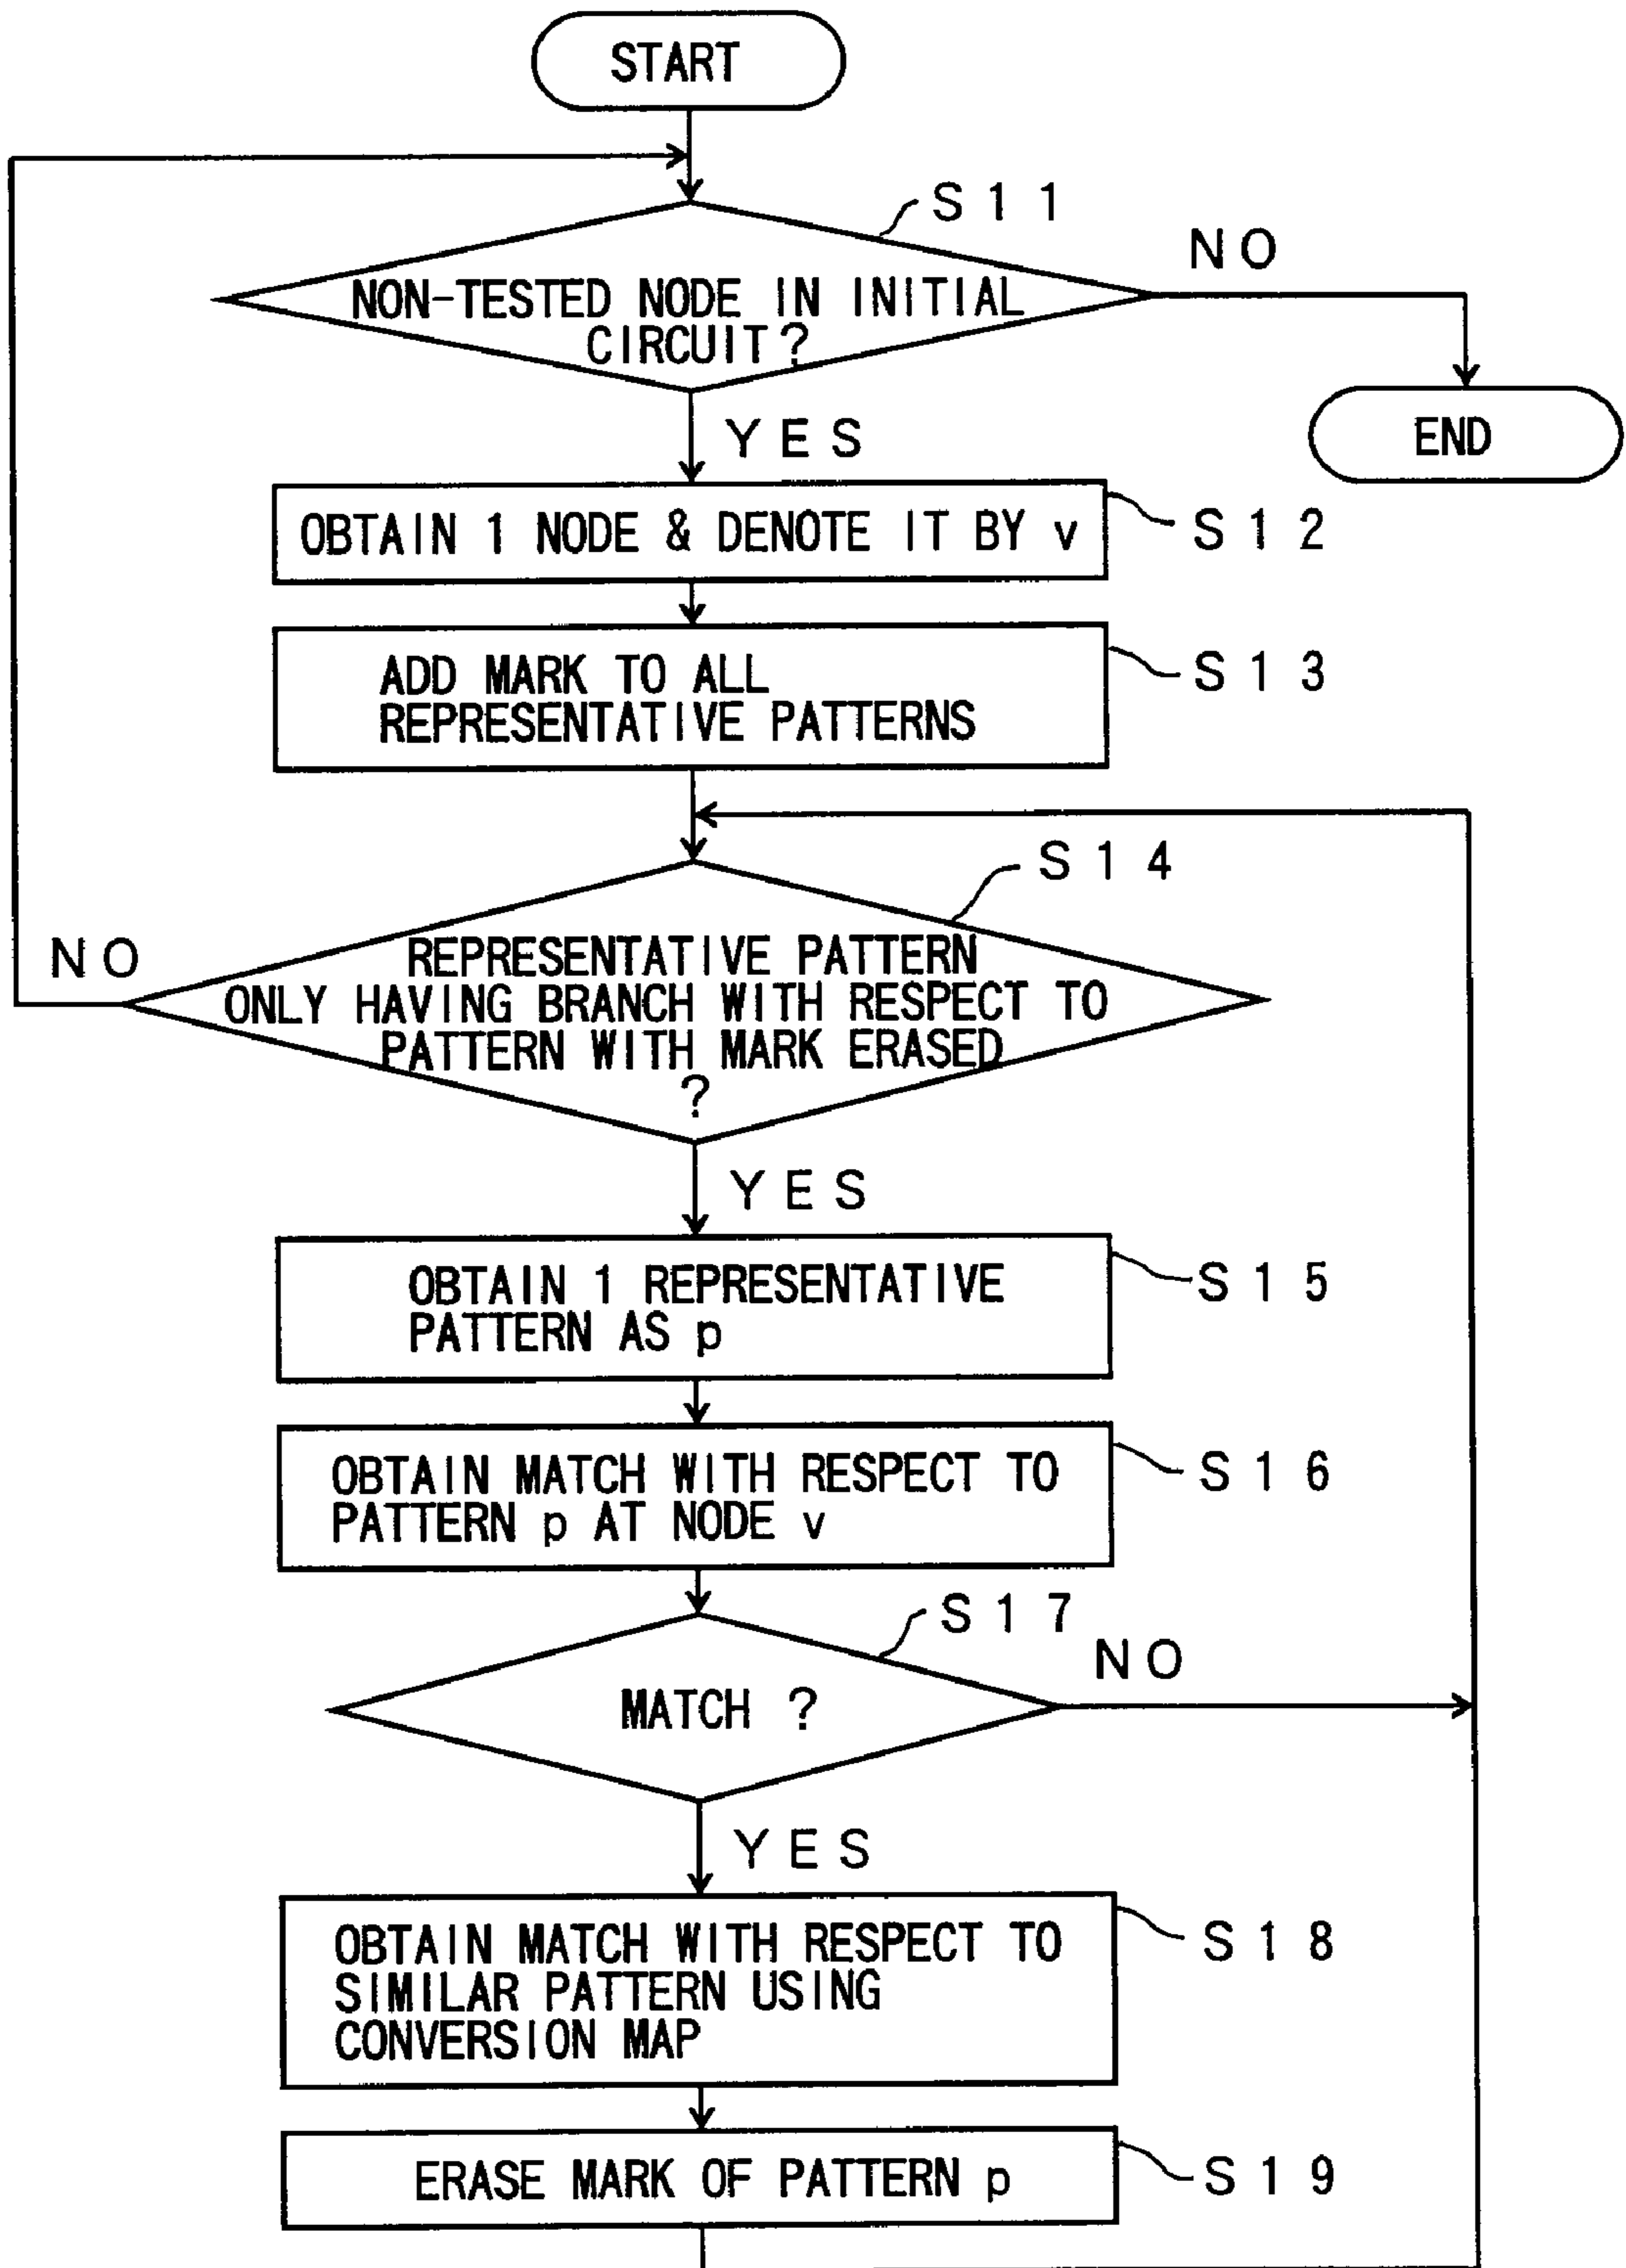 START
S11
NO
NON-TESTED NODE IN INITIAL
CIRCUIT?
END
YES
OBTAIN 1 NODE & DENOTE IT BY v
S12
ADD MARK TO ALL
REPRESENTATIVE PATTERNS
S13
S14
NO
REPRESENTATIVE PATTERN
ONLY HAVING BRANCH WITH RESPECT TO
PATTERN WITH MARK ERASED
?
YES
OBTAIN 1 REPRESENTATIVE
PATTERN AS p
S15
OBTAIN MATCH WITH RESPECT TO
PATTERN p AT NODE v
S16
S17
NO
MATCH ?
YES
OBTAIN MATCH WITH RESPECT TO
SIMILAR PATTERN USING
CONVERSION MAP
S18
ERASE MARK OF PATTERN p
S19